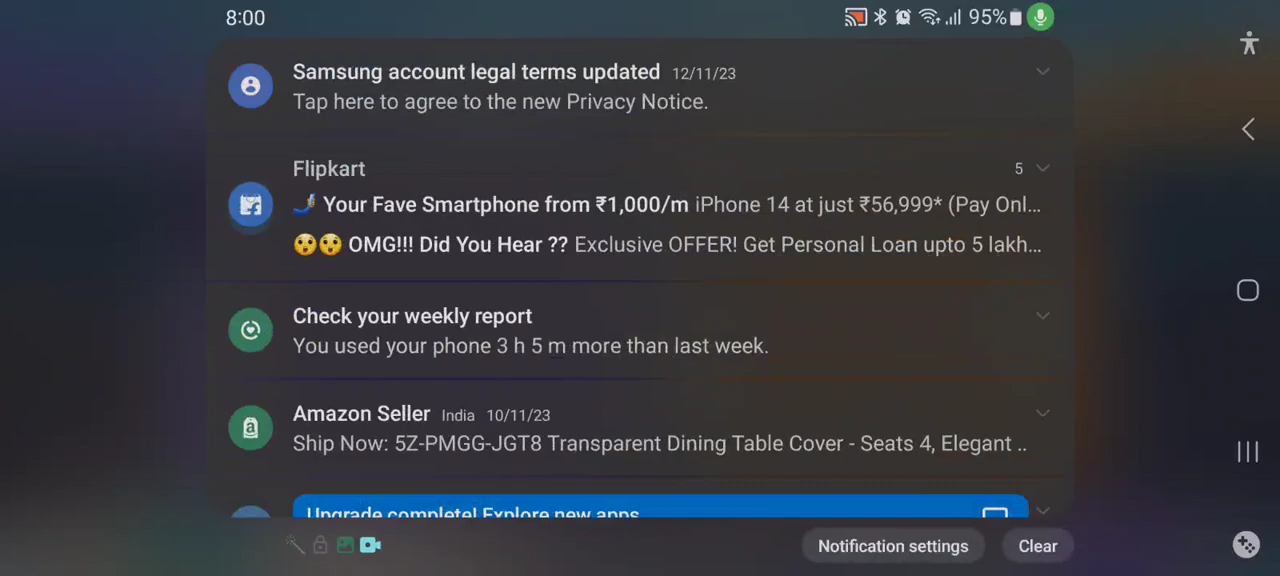 8:00
95%
Samsung account legal terms updated 12/11/23
Tap here to agree to the new Privacy Notice.
Flipkart
5
Your Fave Smartphone from ₹1,000/m iPhone 14 at just ₹56,999* (Pay Onl...
OMG!!! Did You Hear ?? Exclusive OFFER! Get Personal Loan upto 5 lakh...
Check your weekly report
You used your phone 3 h 5 m more than last week.
Amazon Seller India 10/11/23
Ship Now: 5Z-PMGG-JGT8 Transparent Dining Table Cover - Seats 4, Elegant ..
Upgrade complete! Explore new apps
Notification settings
Clear